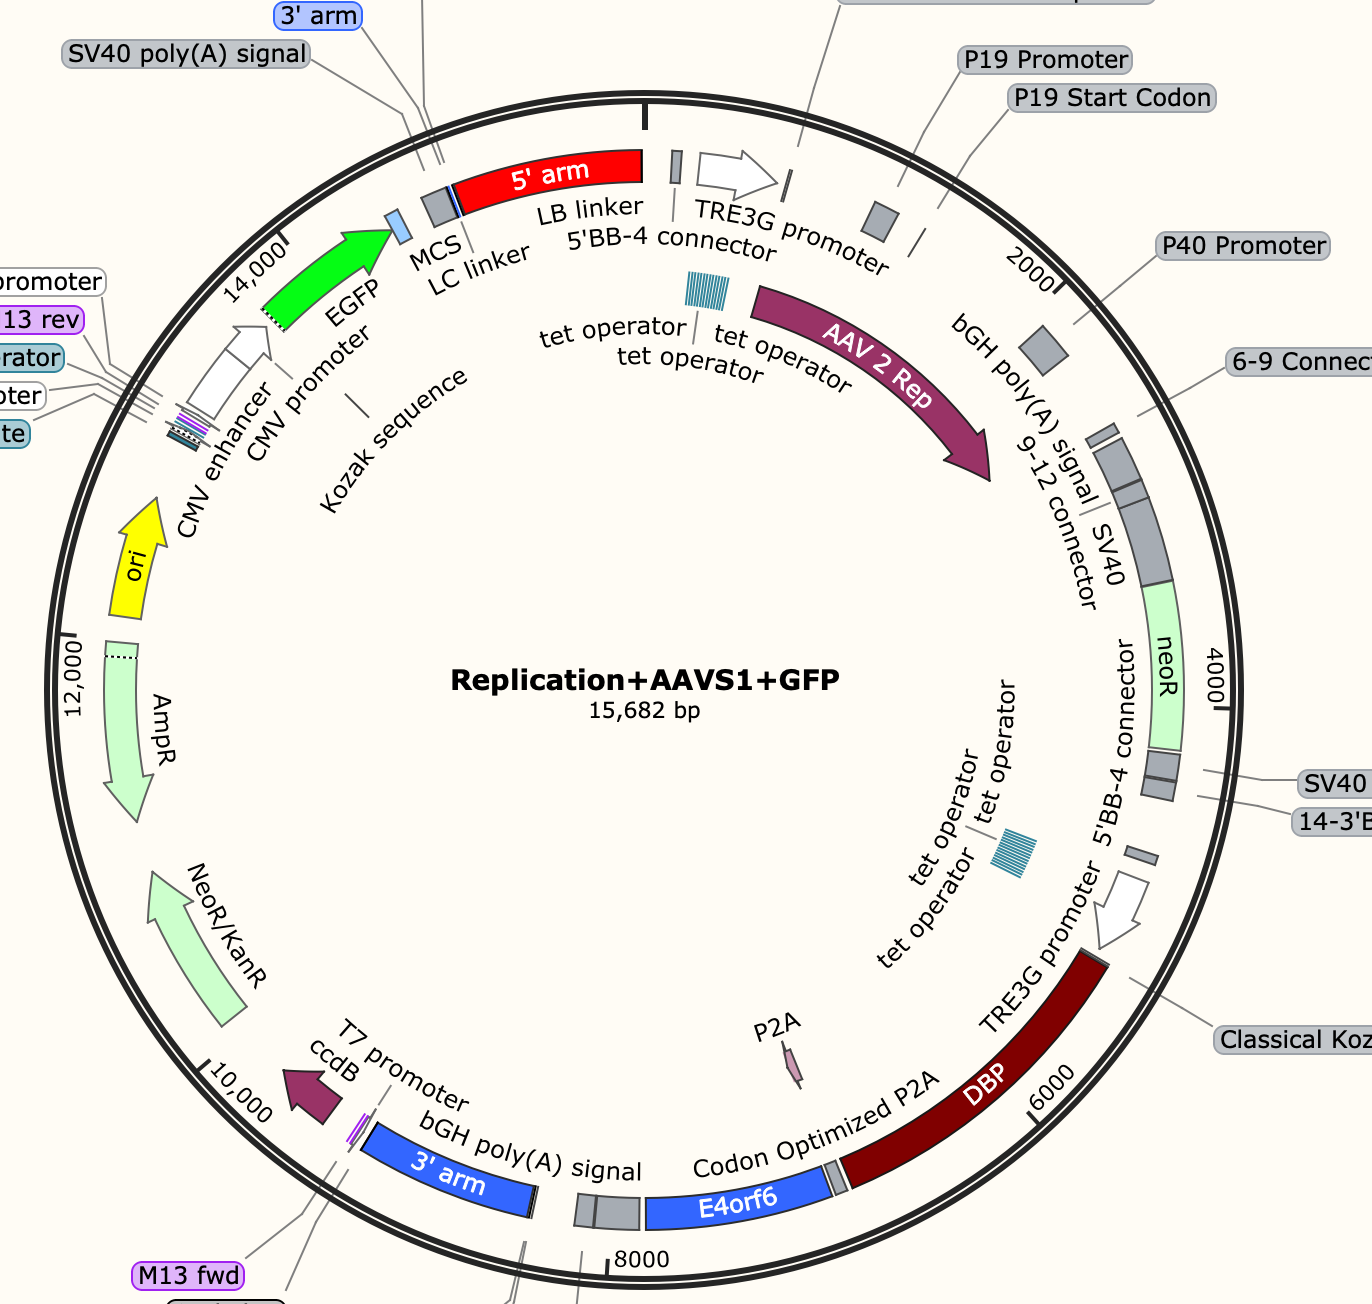 3' arm
SV40 poly(A) signal
P19 Promoter
P19 Start Codon
5' arm
LB linker
5'BB-4 connector
TRE3G promoter
MCS
LC linker
2000
P40 Promoter
14,000
EGFP
promoter
13 rev
erator
oter
te
tet operator
tet operator
tet operator
AAV 2 Rep
bGH poly(A) signal
6-9 Connect
9-12 connector
SV40
CMV promoter
CMV enhancer
Kozak sequence
ori
neoR
4000
12,000
AmpR
Replication+AAVS1+GFP
15,682 bp
5'BB-4 connector
tet operator
tet operator
tet operator
SV40
14-3'B
TRE3G promoter
NeoR/KanR
Classical Koz
P2A
T7 promoter
ccdB
10,000
DBP
6000
Codon Optimized P2A
bGH poly(A) signal
3' arm
E4orf6
8000
M13 fwd